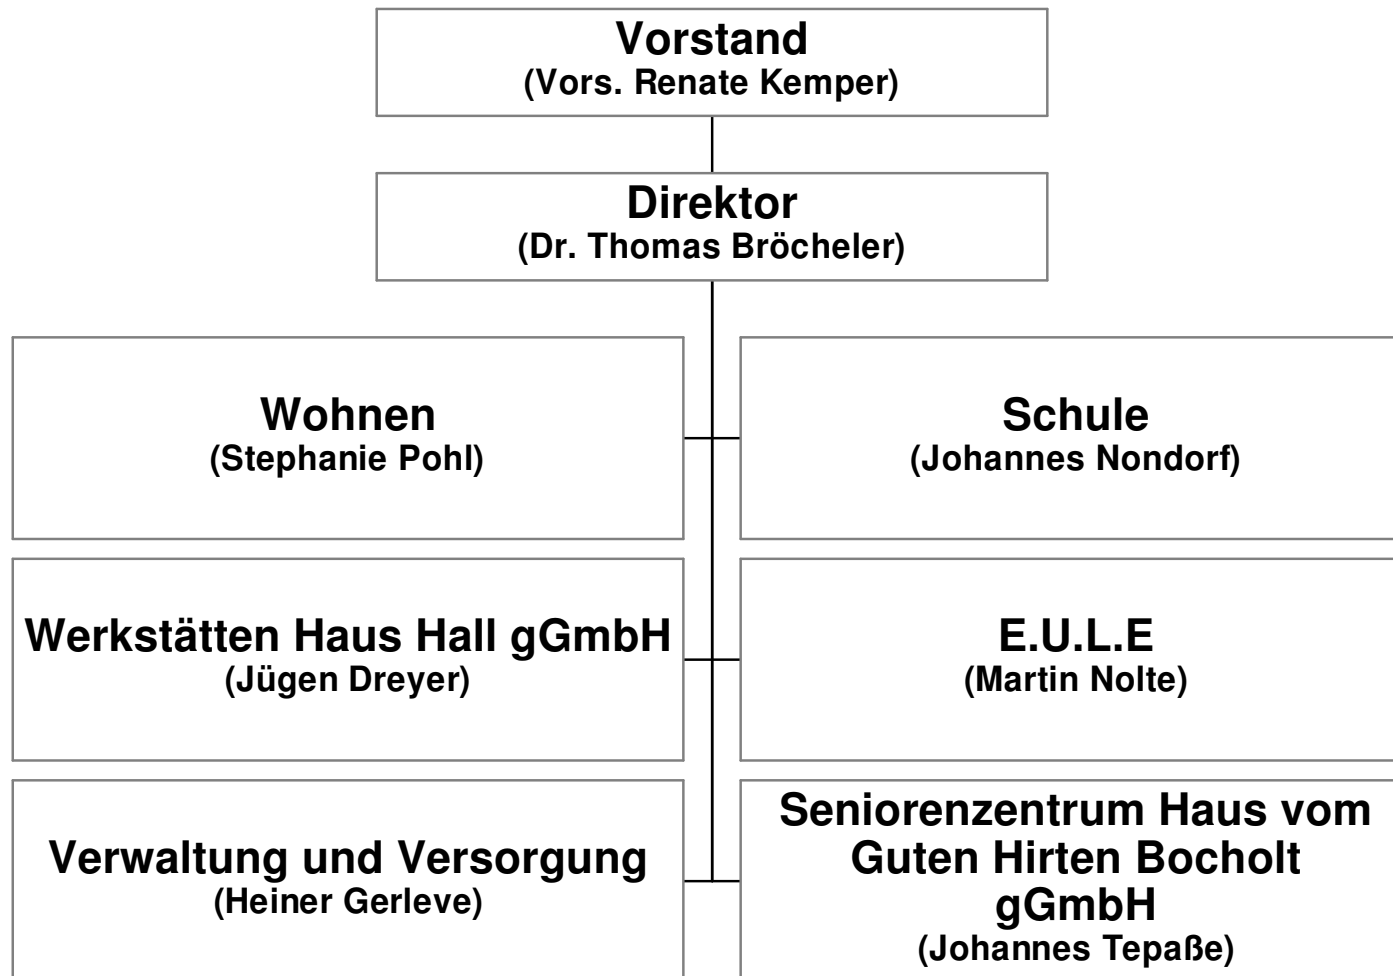 Vorstand
(Vors. Renate Kemper)
Direktor
(Dr. Thomas Bröcheler)
Wohnen
(Stephanie Pohl)
Schule
(Johannes Nondorf)
Werkstätten Haus Hall gGmbH
(Jügen Dreyer)
E.U.L.E
(Martin Nolte)
Verwaltung und Versorgung
(Heiner Gerleve)
Seniorenzentrum Haus vom
Guten Hirten Bocholt
gGmbH
(Johannes Tepaße)